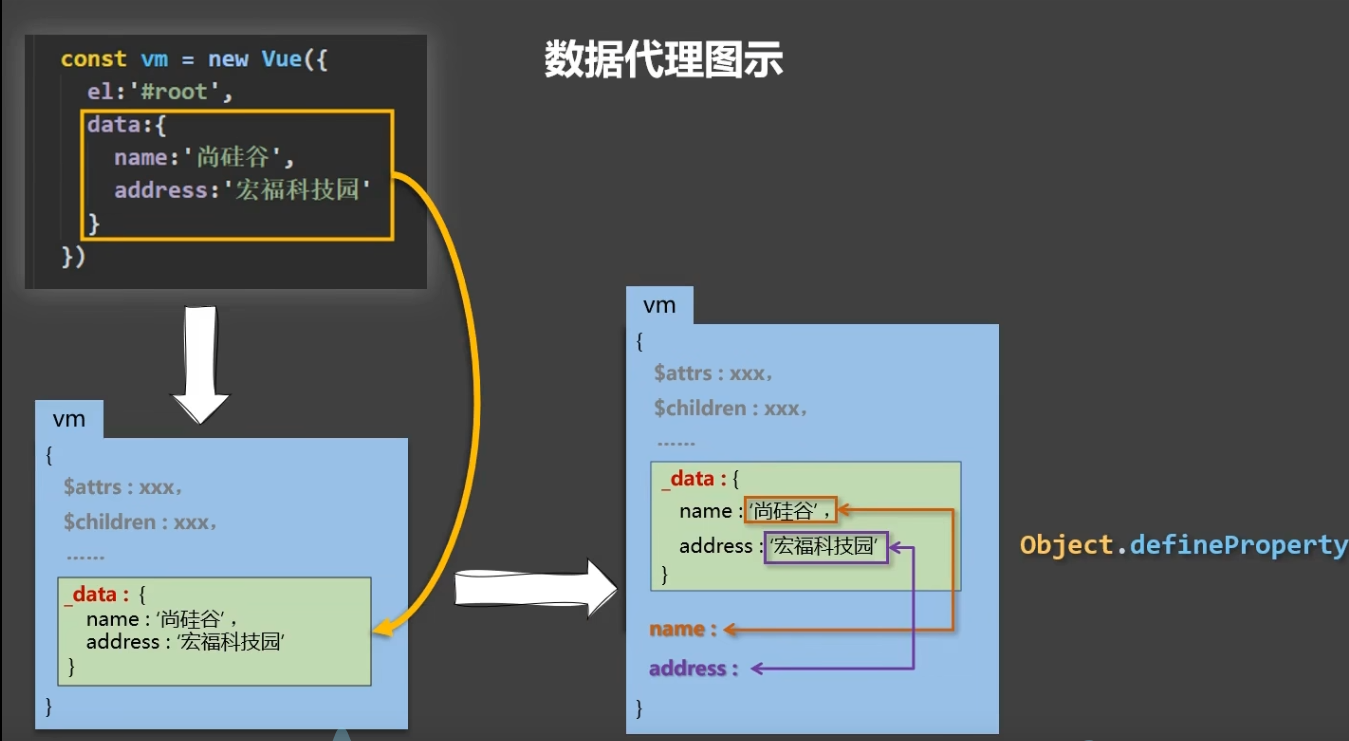 数据代理图示
const vm = new Vue({
el:'#root',
data:{
name:'尚硅谷',
address:'宏福科技园'
}
})
vm
{
$attrs : xxx，
$children : xxx，
……
_data : {
name : ‘尚硅谷’，
address : ‘宏福科技园’
}
}
vm
{
$attrs : xxx，
$children : xxx，
……
_data : {
name : ‘尚硅谷’，
address : ‘宏福科技园’
}
name :
address :
}
Object.defineProperty